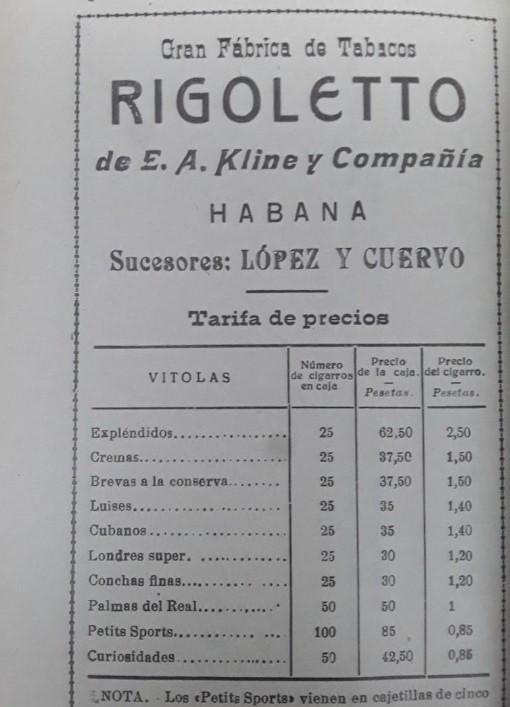 Gran Fábrica de Tabacos
RIGOLETTO
de E. A. Kline y Compañía
HABANA
Sucesores: LÓPEZ Y CUERVO
Tarifa de precios
VITOLAS
Número de cigarros en caja
Precio de la caja. — Pesetas.
Precio del cigarro. — Pesetas.
Expléndidos 25 62,50 2,50
Cremas 25 37,50 1,50
Brevas a la conserva 25 37,50 1,50
Luises 25 35 1,40
Cubanos 25 35 1,40
Londres super. 25 30 1,20
Conchas finas 25 30 1,20
Palmas del Real 50 50 1
Petits Sports 100 85 0,85
Curiosidades 50 42,50 0,85
NOTA. - Los «Petits Sports» vienen en cajetillas de cinco